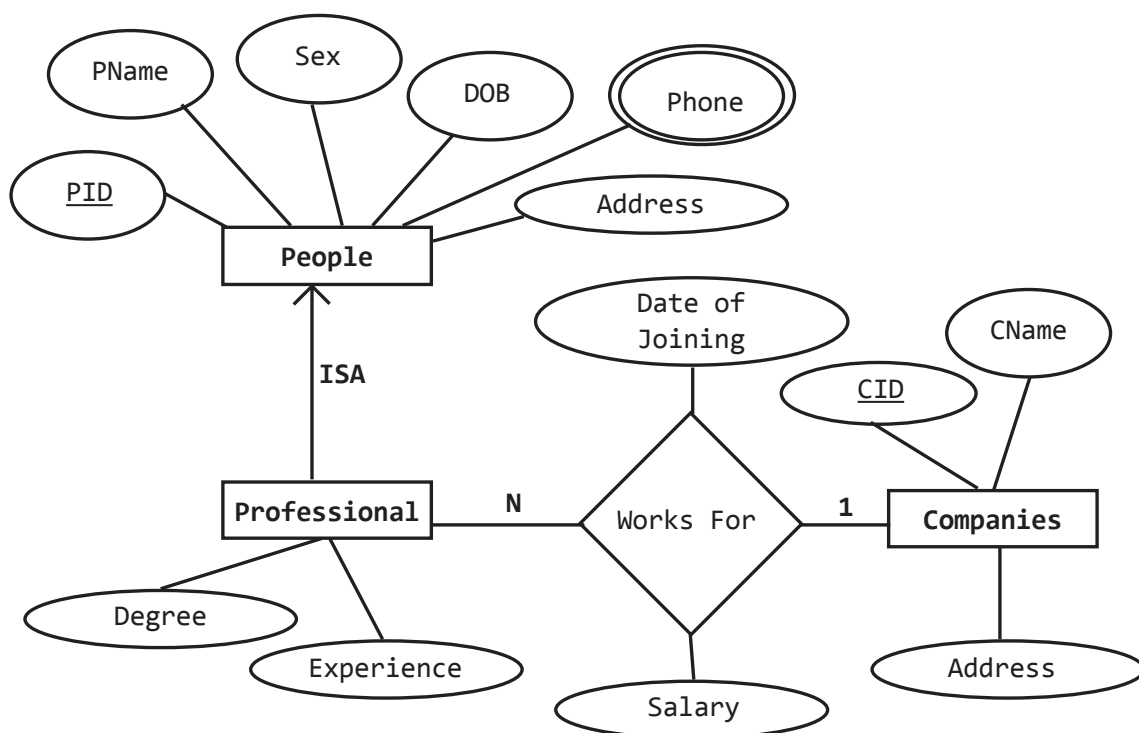 PName
Sex
DOB
Phone
PID
Address
People
Date of
Joining
CName
ISA
CID
Professional
N
Works For
1
Companies
Degree
Experience
Address
Salary